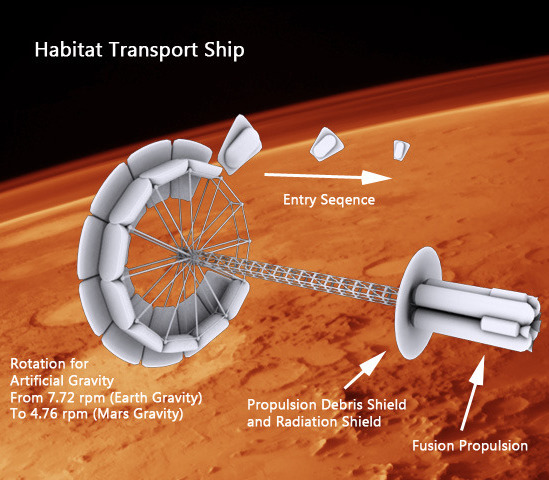 Habitat Transport Ship
Entry Seqence
Rotation for
Artificial Gravity
From 7.72 rpm (Earth Gravity)
To 4.76 rpm (Mars Gravity)
Propulsion Debris Shield
and Radiation Shield
Fusion Propulsion